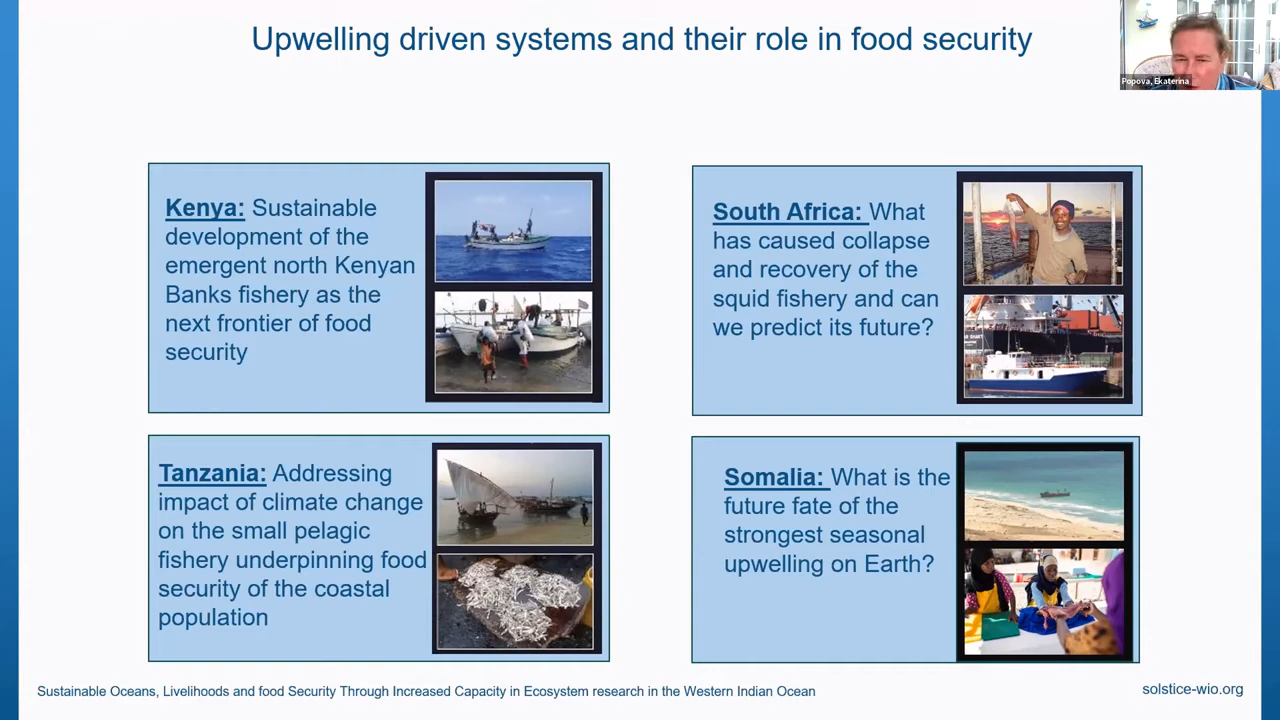 Upwelling driven systems and their role in food security
Popova, Ekaterina
Kenya: Sustainable
development of the
emergent north Kenyan
Banks fishery as the
next frontier of food
security
South Africa: What
has caused collapse
and recovery of the
squid fishery and can
we predict its future?
Tanzania: Addressing
impact of climate change
on the small pelagic
fishery underpinning food
security of the coastal
population
Somalia: What is the
future fate of the
strongest seasonal
upwelling on Earth?
Sustainable Oceans, Livelihoods and food Security Through Increased Capacity in Ecosystem research in the Western Indian Ocean
solstice-wio.org